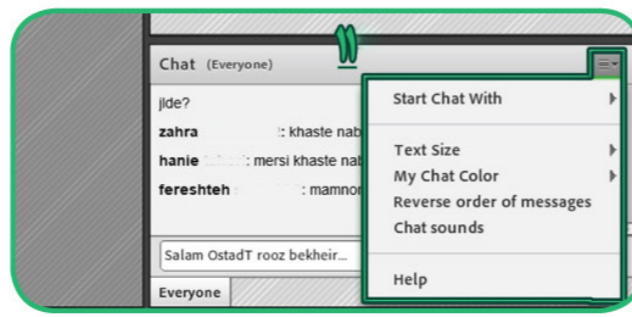 Chat (Everyone)
jlde?
zahra : khaste nab
hanie : mersi khaste nab
fereshteh : mamnor
Salam OstadT rooz bekheir...
Everyone
Start Chat With
Text Size
My Chat Color
Reverse order of messages
Chat sounds
Help